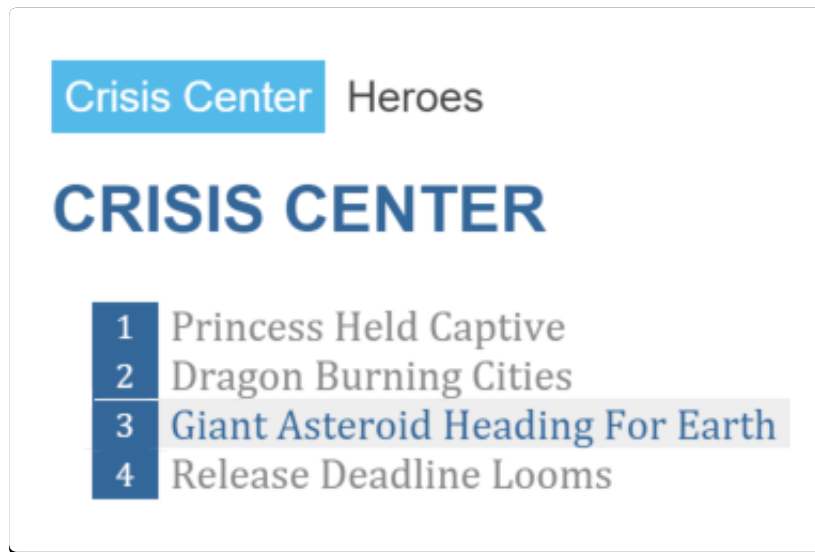 Crisis Center Heroes
CRISIS CENTER
1 Princess Held Captive
2 Dragon Burning Cities
3 Giant Asteroid Heading For Earth
4 Release Deadline Looms